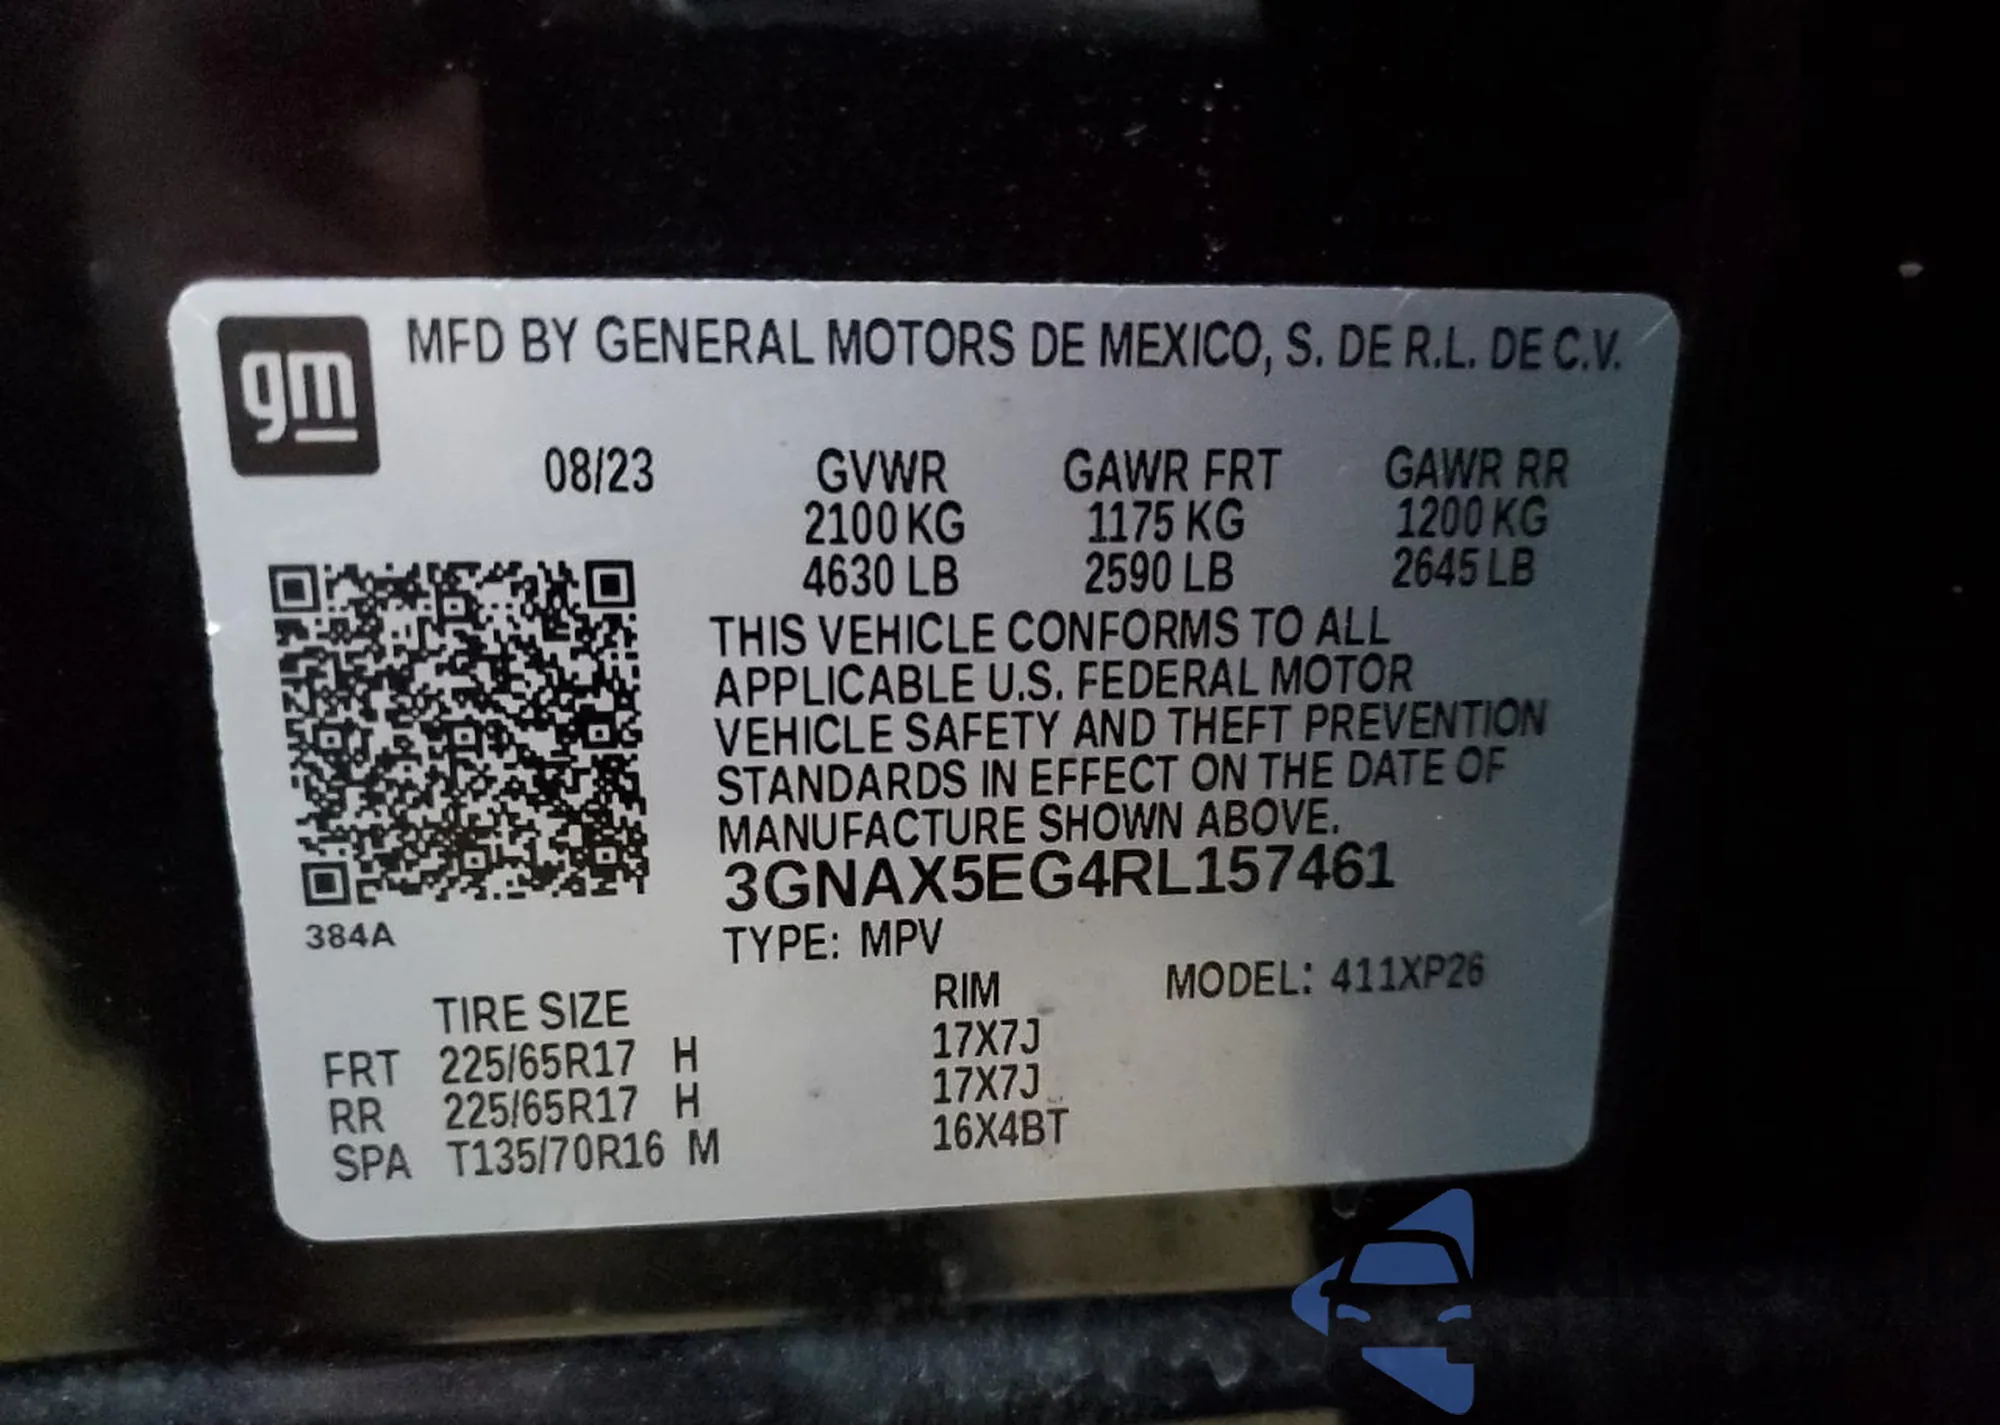 gm
MFD BY GENERAL MOTORS DE MEXICO, S. DE R.L. DE C.V.
08/23 GVWR GAWR FRT GAWR RR
2100 KG 1175 KG 1200 KG
4630 LB 2590 LB 2645 LB
THIS VEHICLE CONFORMS TO ALL
APPLICABLE U.S. FEDERAL MOTOR
VEHICLE SAFETY AND THEFT PREVENTION
STANDARDS IN EFFECT ON THE DATE OF
MANUFACTURE SHOWN ABOVE.
3GNAX5EG4RL157461
384A
TYPE: MPV
MODEL: 411XP26
TIRE SIZE RIM
FRT 225/65R17 H 17X7J
RR 225/65R17 H 17X7J
SPA T135/70R16 M 16X4BT